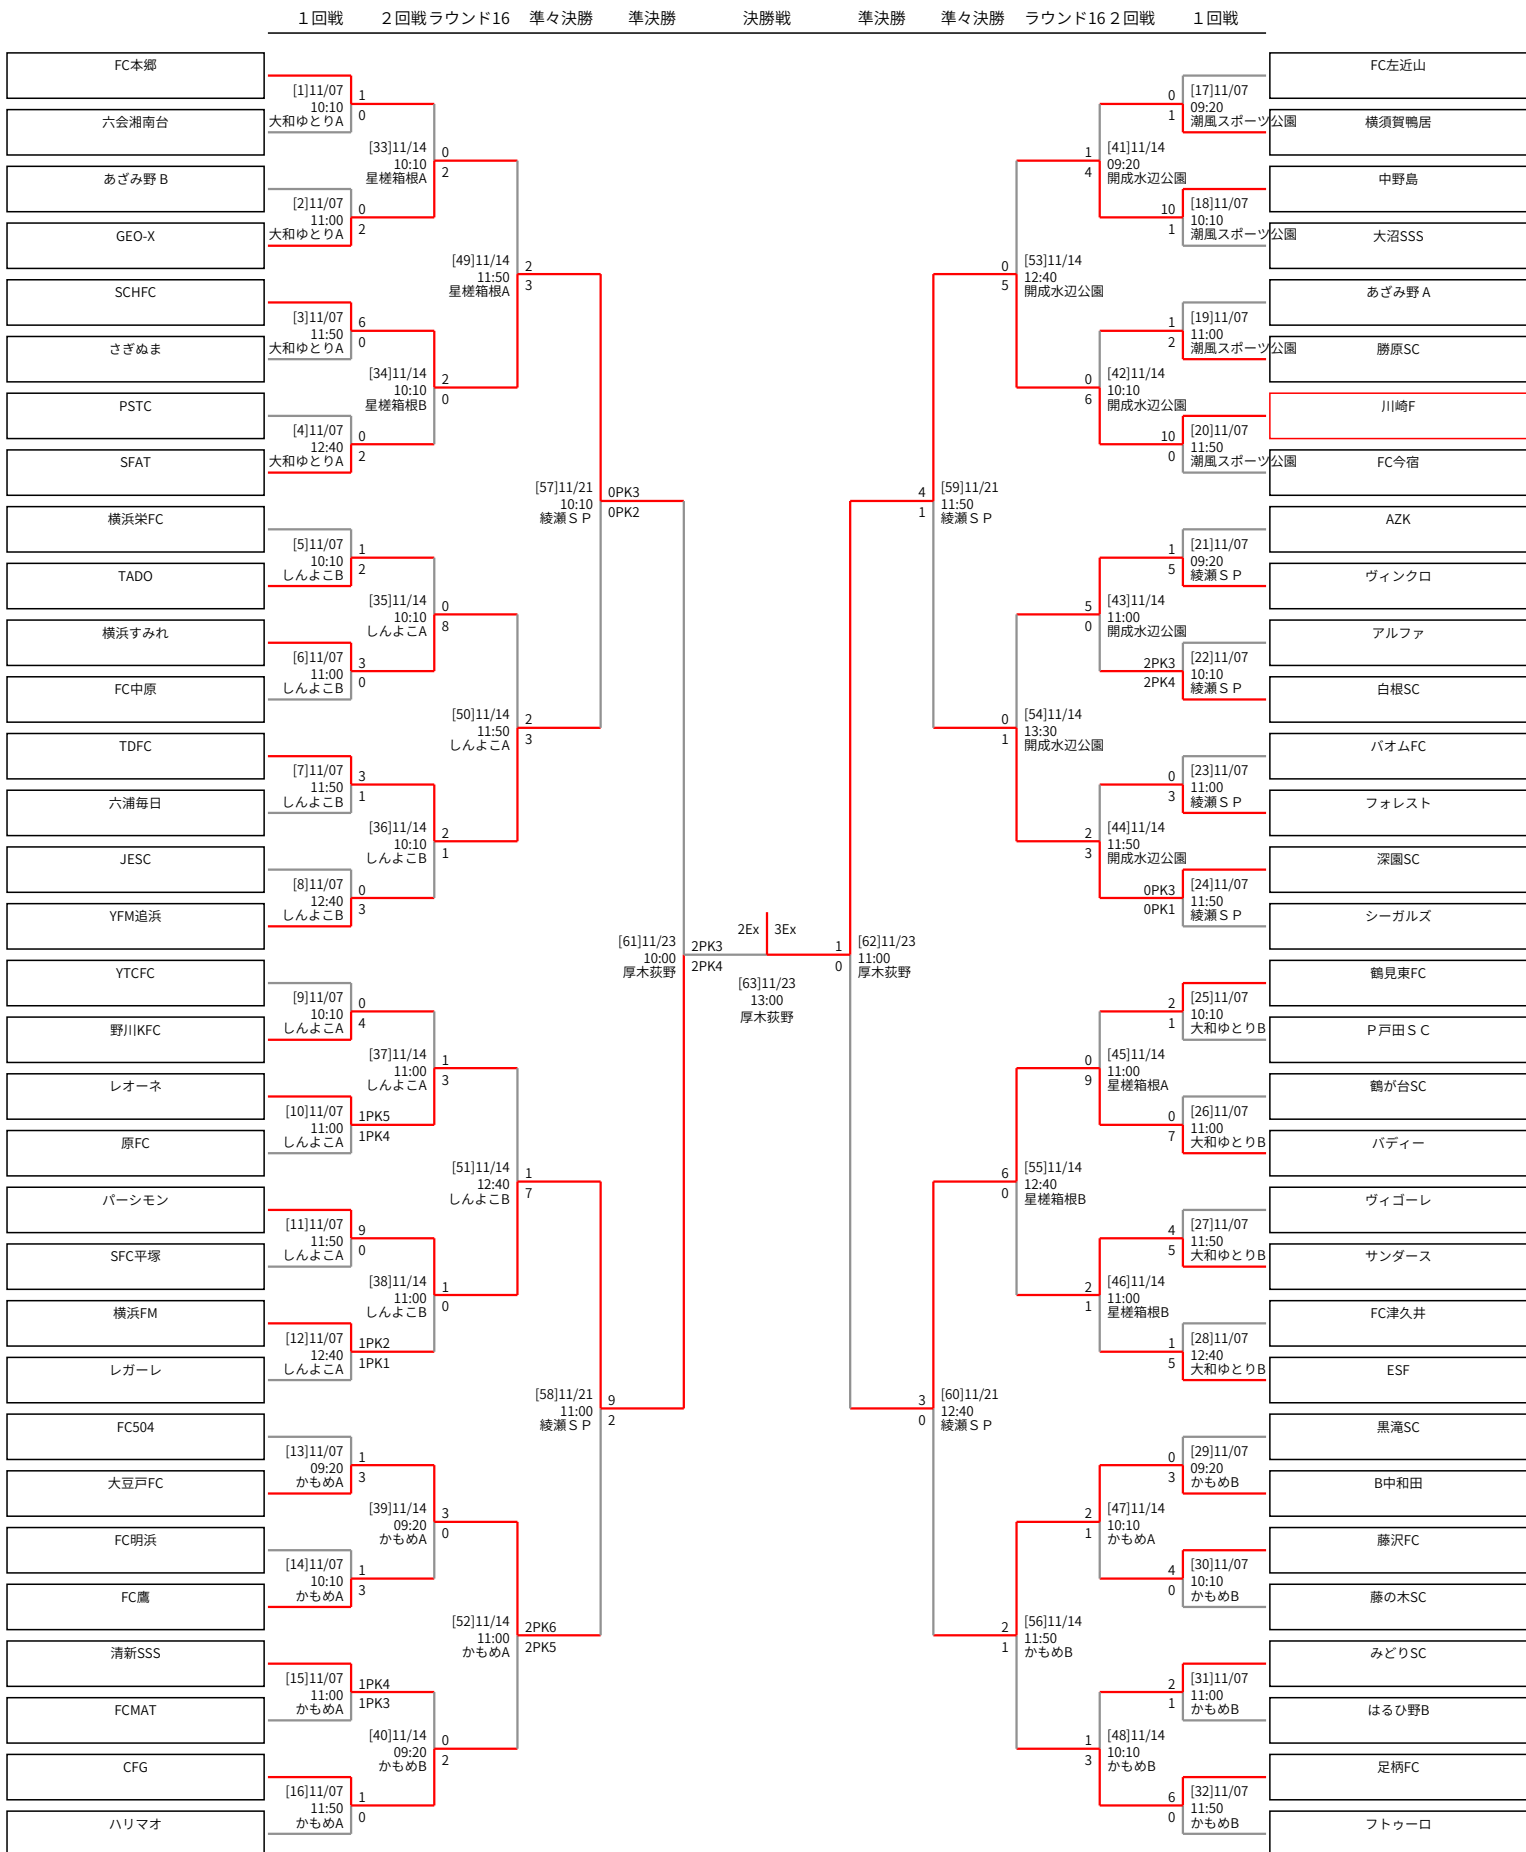 １回戦 ２回戦 ラウンド16 準々決勝 準決勝 決勝戦 準決勝 準々決勝 ラウンド16 ２回戦 １回戦
FC本郷
六会湘南台
あざみ野Ｂ
GEO-X
SCHFC
さぎぬま
PSTC
SFAT
横浜栄FC
TADO
横浜すみれ
FC中原
TDFC
六浦毎日
JESC
YFM追浜
YTCFC
野川KFC
レオーネ
原FC
パーシモン
SFC平塚
横浜FM
レガーレ
FC504
大豆戸FC
FC明浜
FC鷹
清新SSS
FCMAT
CFG
ハリマオ
[1]11/07
10:10
大和ゆとりA
1
0
[2]11/07
11:00
大和ゆとりA
0
2
[3]11/07
11:50
大和ゆとりA
6
0
[4]11/07
12:40
大和ゆとりA
0
2
[5]11/07
10:10
しんよこB
1
2
[6]11/07
11:00
しんよこB
3
0
[7]11/07
11:50
しんよこB
3
1
[8]11/07
12:40
しんよこB
0
3
[9]11/07
10:10
しんよこA
0
4
[10]11/07
11:00
しんよこA
1PK5
1PK4
[11]11/07
11:50
しんよこA
9
0
[12]11/07
12:40
しんよこA
1PK2
1PK1
[13]11/07
09:20
かもめA
1
3
[14]11/07
10:10
かもめA
1
3
[15]11/07
11:00
かもめA
1PK4
1PK3
[16]11/07
11:50
かもめA
1
0
[33]11/14
10:10
星槎箱根A
0
2
[34]11/14
10:10
星槎箱根B
2
0
[35]11/14
10:10
しんよこA
0
8
[36]11/14
10:10
しんよこB
2
1
[37]11/14
11:00
しんよこA
1
3
[38]11/14
11:00
しんよこB
1
0
[39]11/14
09:20
かもめA
3
0
[40]11/14
09:20
かもめB
0
2
[49]11/14
11:50
星槎箱根A
2
3
[50]11/14
11:50
しんよこA
2
3
[51]11/14
12:40
しんよこB
1
7
[52]11/14
11:00
かもめA
2PK6
2PK5
[57]11/21
10:10
綾瀬ＳＰ
0PK3
0PK2
[58]11/21
11:00
綾瀬ＳＰ
9
2
[61]11/23
10:00
厚木荻野
2PK3
2PK4
2Ex 3Ex
[63]11/23
13:00
厚木荻野
1
0
[62]11/23
11:00
厚木荻野
4
1
[59]11/21
11:50
綾瀬ＳＰ
3
0
[60]11/21
12:40
綾瀬ＳＰ
0
5
[53]11/14
12:40
開成水辺公園
0
1
[54]11/14
13:30
開成水辺公園
6
0
[55]11/14
12:40
星槎箱根B
2
1
[56]11/14
11:50
かもめB
1
4
[41]11/14
09:20
開成水辺公園
0
6
[42]11/14
10:10
開成水辺公園
5
0
[43]11/14
11:00
開成水辺公園
2
3
[44]11/14
11:50
開成水辺公園
0
9
[45]11/14
11:00
星槎箱根A
2
1
[46]11/14
11:00
星槎箱根B
2
1
[47]11/14
10:10
かもめA
1
3
[48]11/14
10:10
かもめB
0
1
[17]11/07
09:20
潮風スポーツ公園
10
1
[18]11/07
10:10
潮風スポーツ公園
1
2
[19]11/07
11:00
潮風スポーツ公園
10
0
[20]11/07
11:50
潮風スポーツ公園
1
5
[21]11/07
09:20
綾瀬ＳＰ
2PK3
2PK4
[22]11/07
10:10
綾瀬ＳＰ
0
3
[23]11/07
11:00
綾瀬ＳＰ
0PK3
0PK1
[24]11/07
11:50
綾瀬ＳＰ
2
1
[25]11/07
10:10
大和ゆとりB
0
7
[26]11/07
11:00
大和ゆとりB
4
5
[27]11/07
11:50
大和ゆとりB
1
5
[28]11/07
12:40
大和ゆとりB
0
3
[29]11/07
09:20
かもめB
4
0
[30]11/07
10:10
かもめB
2
1
[31]11/07
11:00
かもめB
6
0
[32]11/07
11:50
かもめB
FC左近山
横須賀鴨居
中野島
大沼SSS
あざみ野Ａ
勝原SC
川崎F
FC今宿
AZK
ヴィンクロ
アルファ
白根SC
バオムFC
フォレスト
深園SC
シーガルズ
鶴見東FC
Ｐ戸田ＳＣ
鶴が台SC
バディー
ヴィゴーレ
サンダース
FC津久井
ESF
黒滝SC
B中和田
藤沢FC
藤の木SC
みどりSC
はるひ野B
足柄FC
フトゥーロ